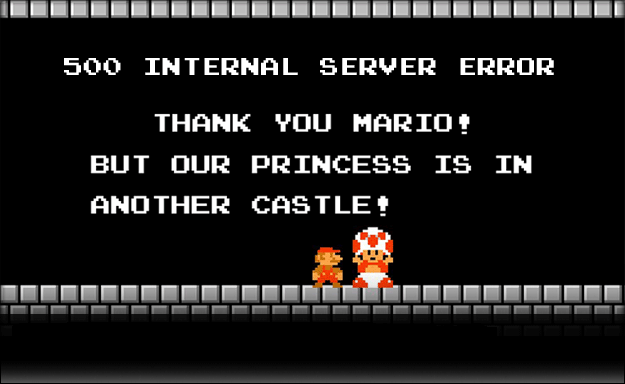 500 INTERNAL SERVER ERROR
THANK YOU MARIO!
BUT OUR PRINCESS IS IN
ANOTHER CASTLE!